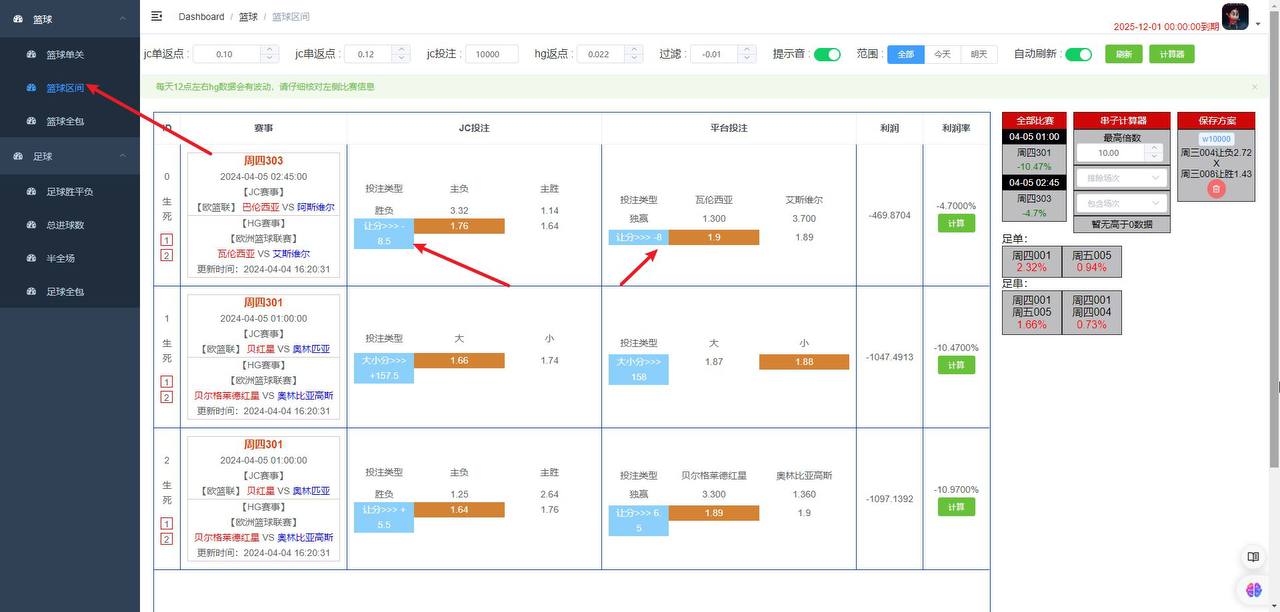 篮球
篮球单关
篮球区间
篮球全包
足球
足球胜平负
总进球数
半全场
足球全包
Dashboard / 篮球 / 篮球区间
2025-12-01 00:00:00到期
jc单返点: 0.10 jc串返点: 0.12 jc投注: 10000 hg返点: 0.022 过滤: -0.01 提示音: 范围: 全部 今天 明天 自动刷新: 刷新 计算器
每天12点左右hg数据会有波动，请仔细核对左侧比赛信息
ID 赛事 JC投注 平台投注 利润 利润率
0
生
死
1
2
周四303
2024-04-05 02:45:00
【JC赛事】
【欧篮联】 巴伦西亚 VS 阿斯维尔
【HG赛事】
【欧洲篮球联赛】
瓦伦西亚 VS 艾斯维尔
更新时间：2024-04-04 16:20:31
投注类型 主负 主胜
胜负 3.32 1.14
让分>>> -
8.5
1.76 1.64
投注类型 瓦伦西亚 艾斯维尔
独赢 1.300 3.700
让分>>> -8 1.9 1.89
-469.8704
-4.7000%
计算
1
生
死
1
2
周四301
2024-04-05 01:00:00
【JC赛事】
【欧篮联】 贝红星 VS 奥林匹亚
【HG赛事】
【欧洲篮球联赛】
贝尔格莱德红星 VS 奥林比亚高斯
更新时间：2024-04-04 16:20:31
投注类型 大 小
大小分>>>
+157.5
1.66 1.74
投注类型 大 小
大小分>>>
158
1.87 1.88
-1047.4913
-10.4700%
计算
2
生
死
1
2
周四301
2024-04-05 01:00:00
【JC赛事】
【欧篮联】 贝红星 VS 奥林匹亚
【HG赛事】
【欧洲篮球联赛】
贝尔格莱德红星 VS 奥林比亚高斯
更新时间：2024-04-04 16:20:31
投注类型 主负 主胜
胜负 1.25 2.64
让分>>> +
5.5
1.64 1.76
投注类型 贝尔格莱德红星 奥林比亚高斯
独赢 3.300 1.360
让分>>> 6.
5
1.89 1.9
-1097.1392
-10.9700%
计算
全部比赛
04-05 01:00
周四301
-10.47%
04-05 02:45
周四303
-4.7%
串子计算器
最高倍数
10.00
排除场次
包含场次
暂无高于0数据
保存方案
w10000
周三004让负2.72
X
周三008让胜1.43
足单：
周四001 周五005
2.32% 0.94%
足串：
周四001 周四001
周五005 周四004
1.66% 0.73%